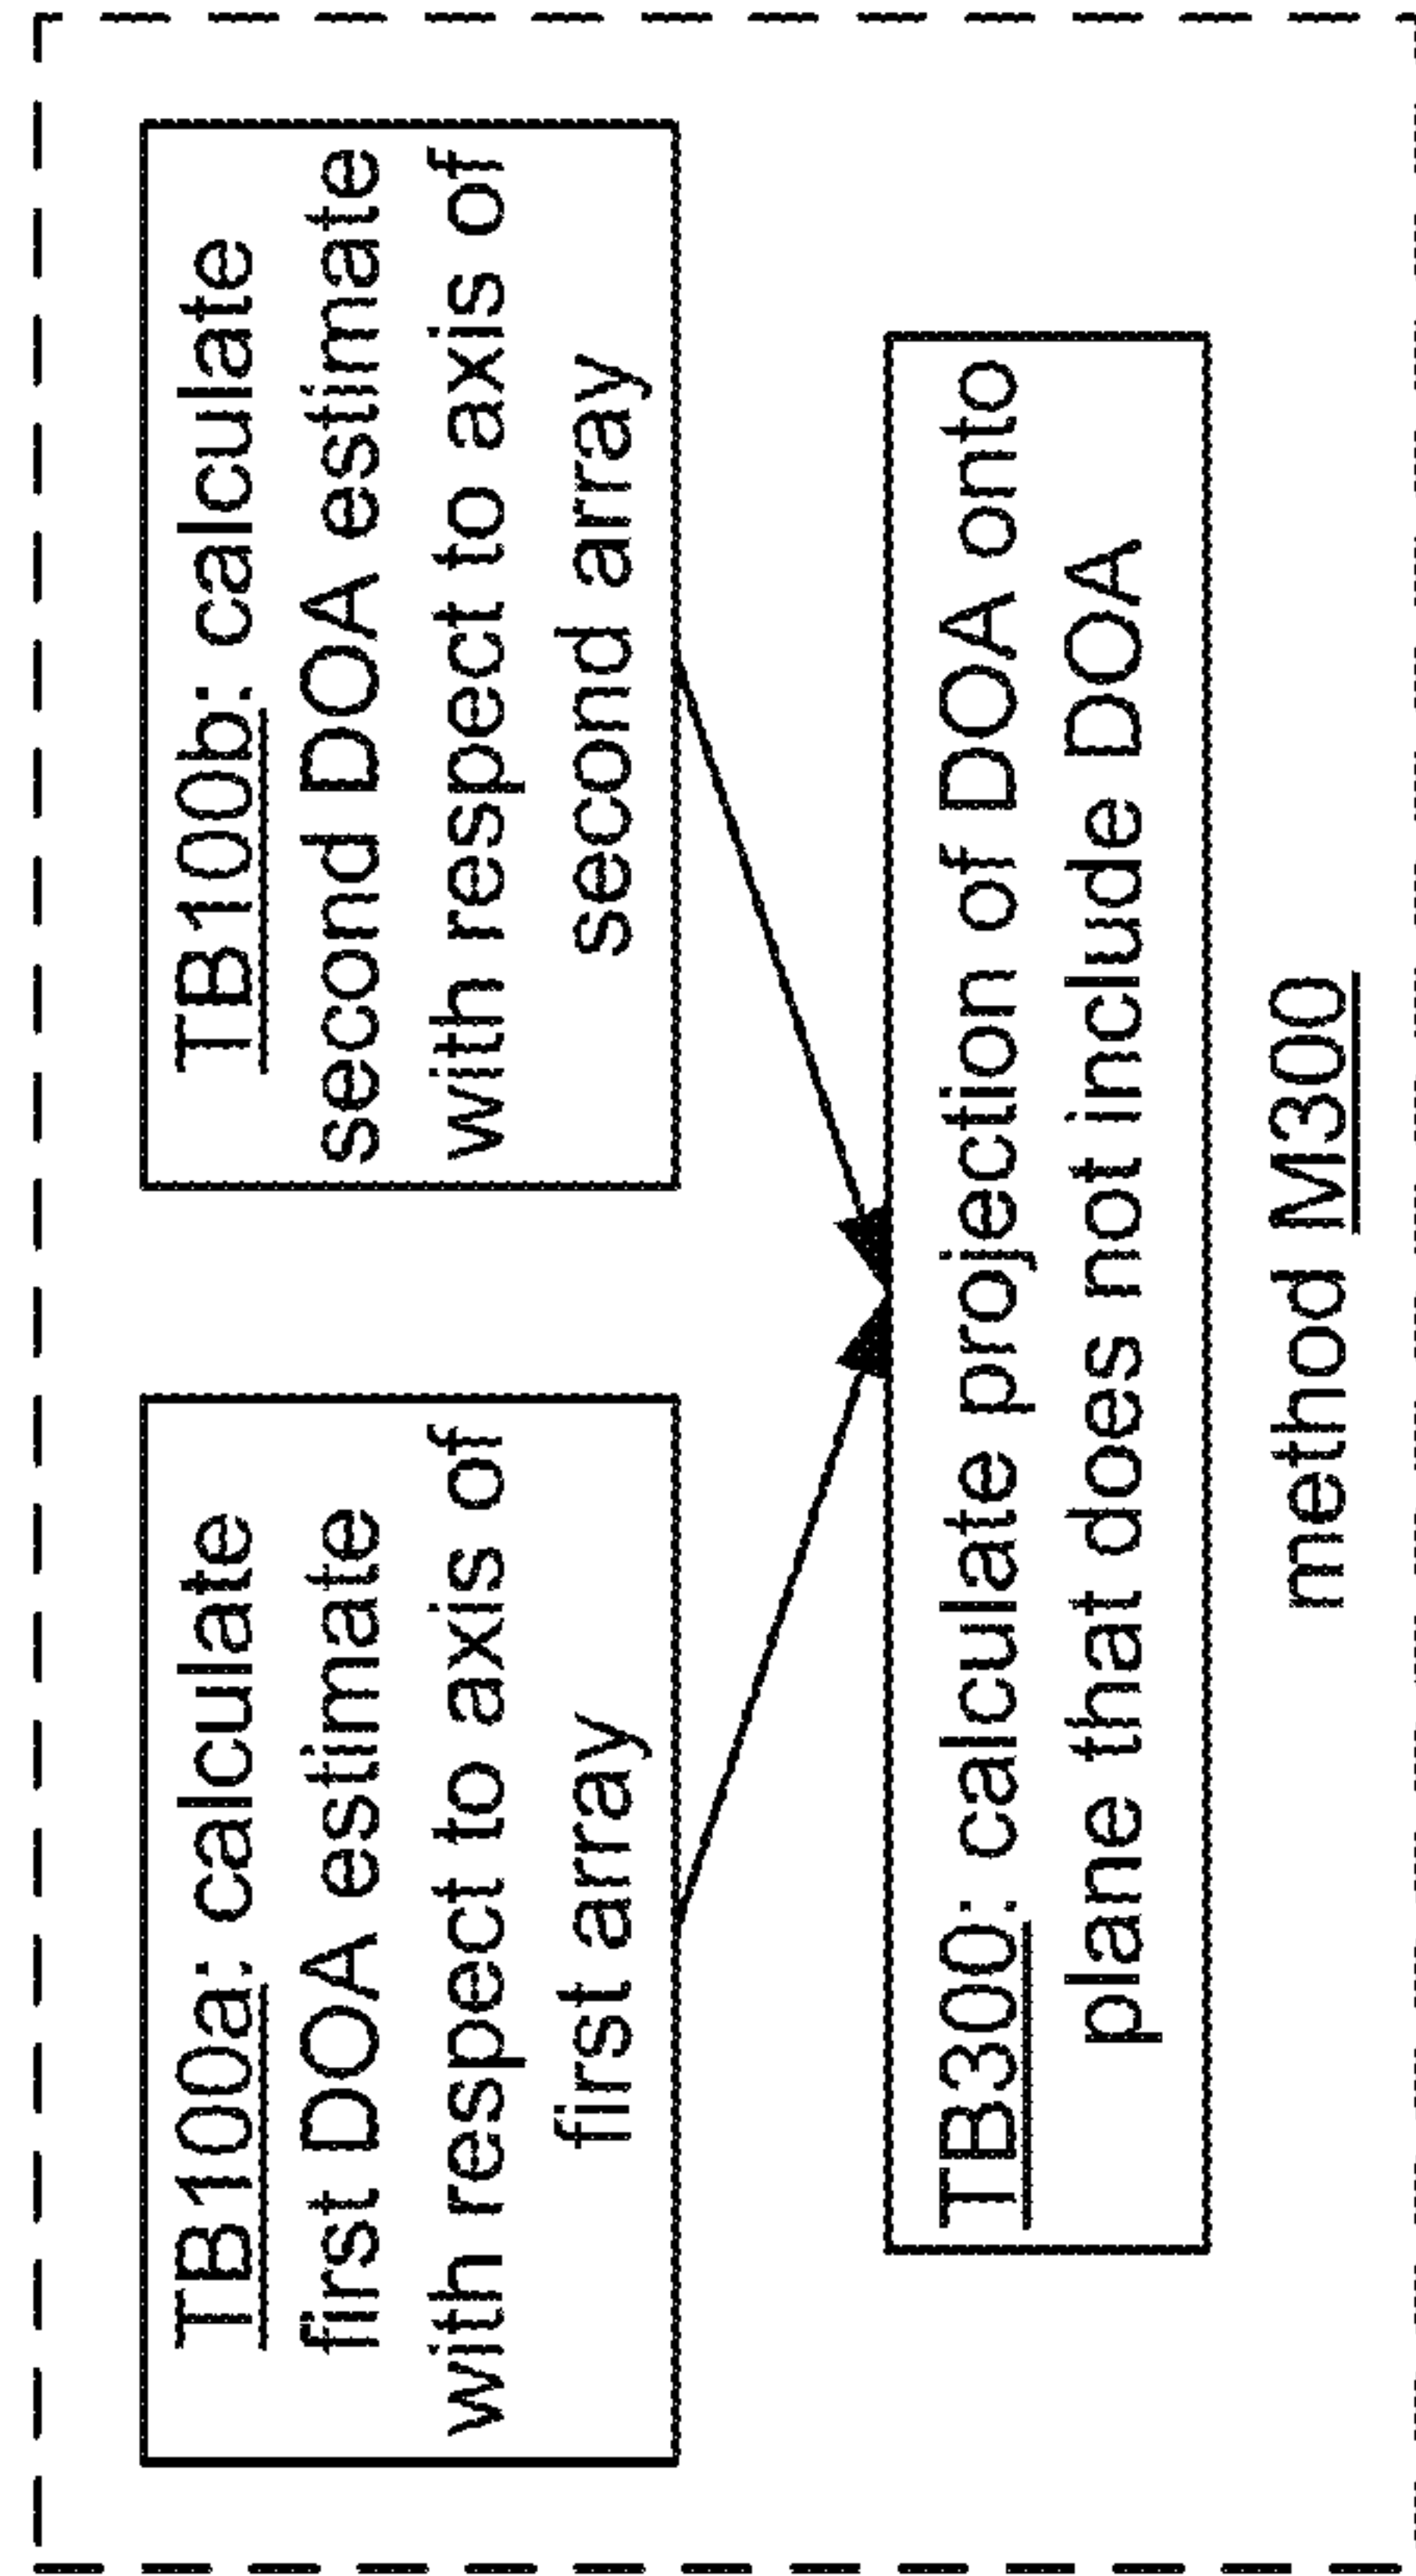 TB100a: calculate
first DOA estimate
with respect to axis of
first array
TB100b: calculate
second DOA estimate
with respect to axis of
second array
TB300: calculate projection of DOA onto
plane that does not include DOA
method M300